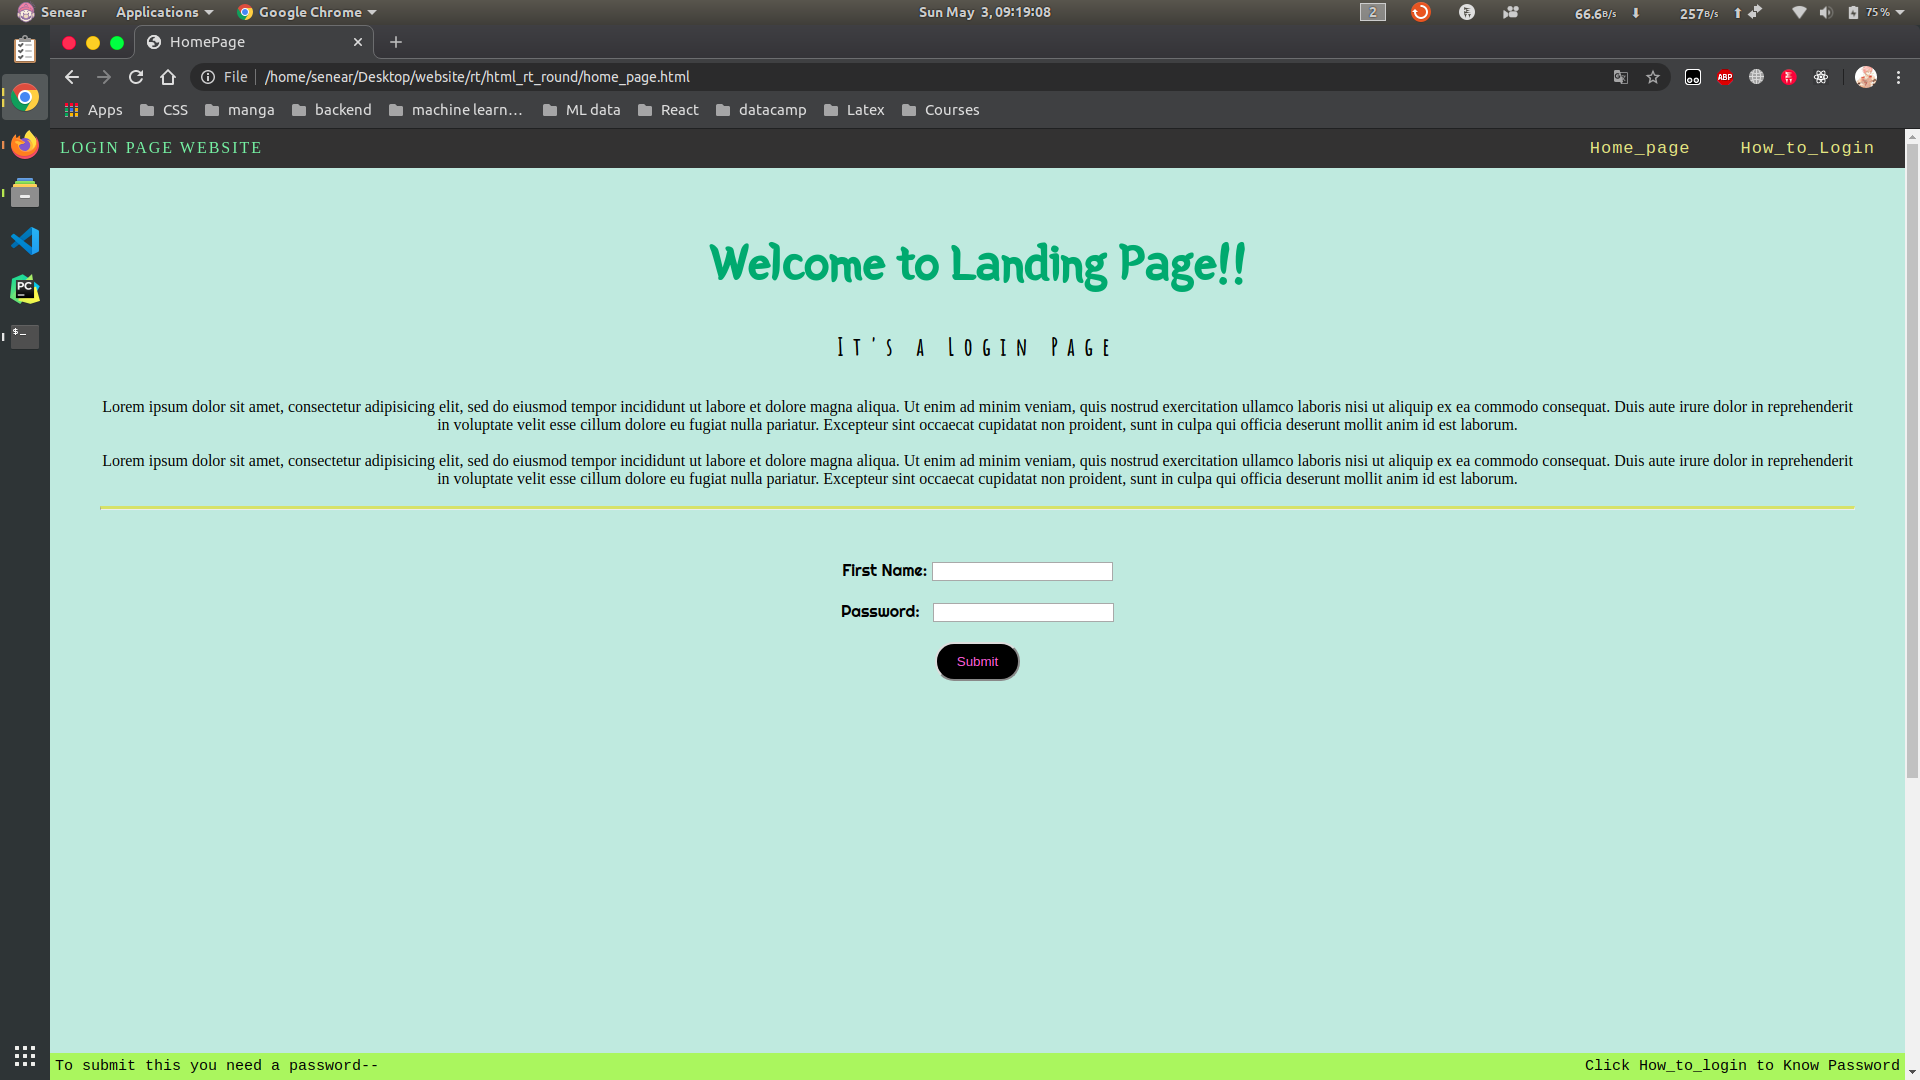 Senear Applications Google Chrome Sun May 3, 09:19:08 2 66.6B/s 257B/s 75 %
HomePage
File /home/senear/Desktop/website/rt/html_rt_round/home_page.html ABP
Apps CSS manga backend machine learn... ML data React datacamp Latex Courses
LOGIN PAGE WEBSITE Home_page How_to_Login
Welcome to Landing Page!!
It's a Login Page
Lorem ipsum dolor sit amet, consectetur adipisicing elit, sed do eiusmod tempor incididunt ut labore et dolore magna aliqua. Ut enim ad minim veniam, quis nostrud exercitation ullamco laboris nisi ut aliquip ex ea commodo consequat. Duis aute irure dolor in reprehenderit
in voluptate velit esse cillum dolore eu fugiat nulla pariatur. Excepteur sint occaecat cupidatat non proident, sunt in culpa qui officia deserunt mollit anim id est laborum.
Lorem ipsum dolor sit amet, consectetur adipisicing elit, sed do eiusmod tempor incididunt ut labore et dolore magna aliqua. Ut enim ad minim veniam, quis nostrud exercitation ullamco laboris nisi ut aliquip ex ea commodo consequat. Duis aute irure dolor in reprehenderit
in voluptate velit esse cillum dolore eu fugiat nulla pariatur. Excepteur sint occaecat cupidatat non proident, sunt in culpa qui officia deserunt mollit anim id est laborum.
First Name:
Password:
Submit
To submit this you need a password-- Click How_to_login to Know Password
PC
$_